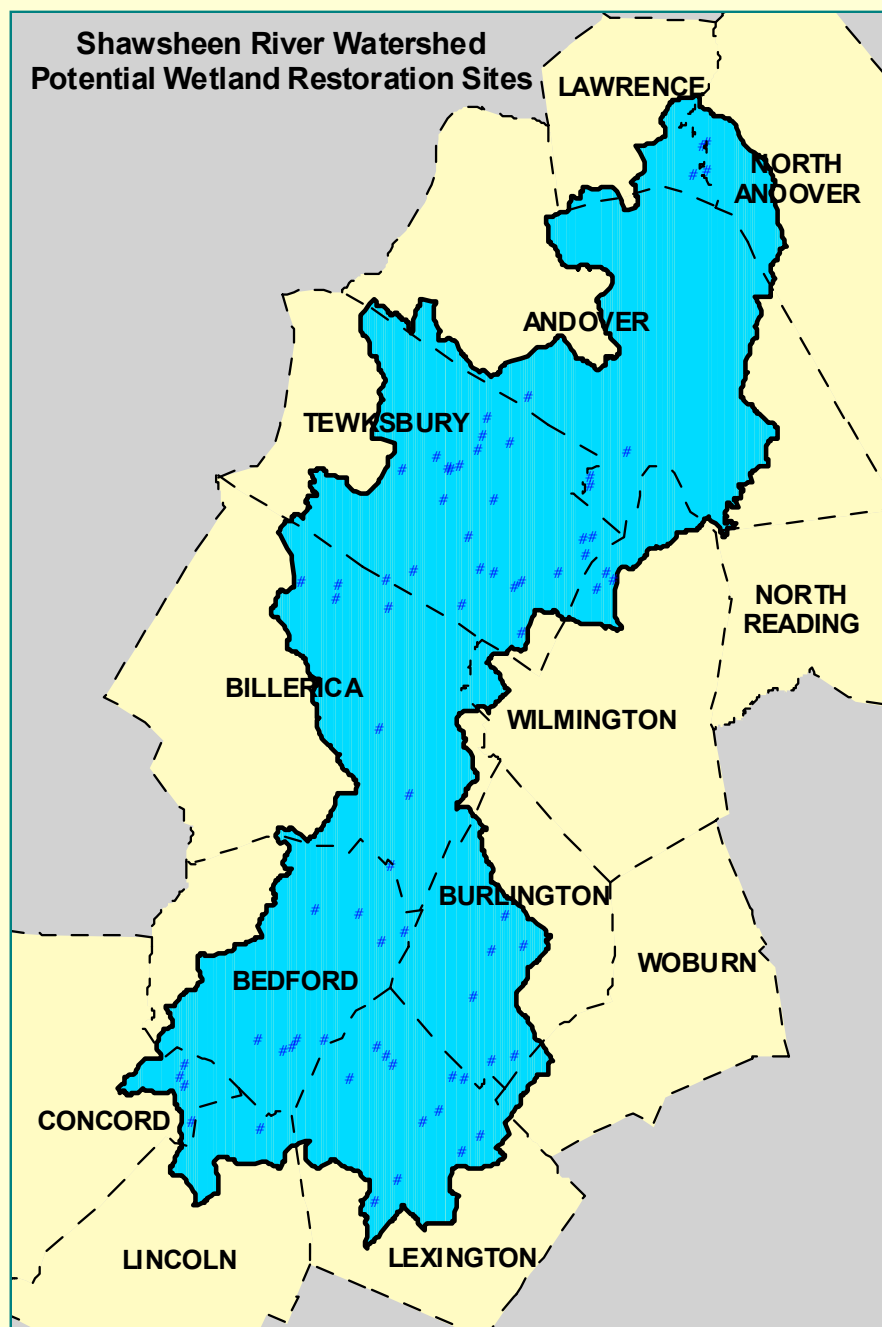 Shawsheen River Watershed
Potential Wetland Restoration Sites
LAWRENCE
NORTH
ANDOVER
ANDOVER
TEWKSBURY
NORTH
READING
BILLERICA
WILMINGTON
BURLINGTON
WOBURN
BEDFORD
CONCORD
LINCOLN
LEXINGTON